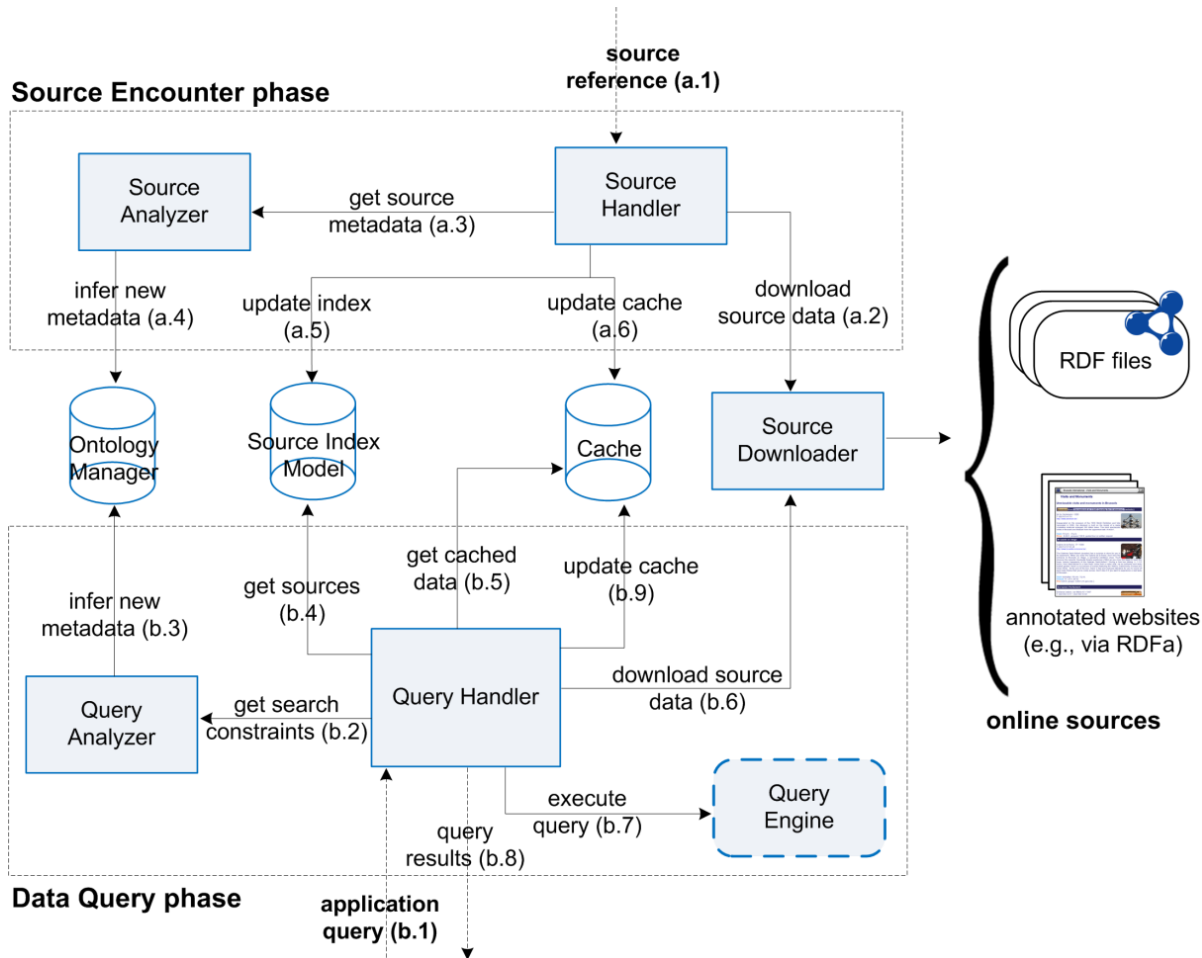 source
reference (a.1)
Source Encounter phase
Source
Analyzer
get source
metadata (a.3)
Source
Handler
infer new
metadata (a.4)
update index
(a.5)
update cache
(a.6)
download
source data (a.2)
RDF files
Ontology
Manager
Source Index
Model
Cache
Source
Downloader
annotated websites
(e.g., via RDFa)
online sources
infer new
metadata (b.3)
get sources
(b.4)
get cached
data (b.5)
update cache
(b.9)
Query
Analyzer
get search
constraints (b.2)
Query Handler
download source
data (b.6)
execute
query (b.7)
Query
Engine
query
results (b.8)
Data Query phase
application
query (b.1)